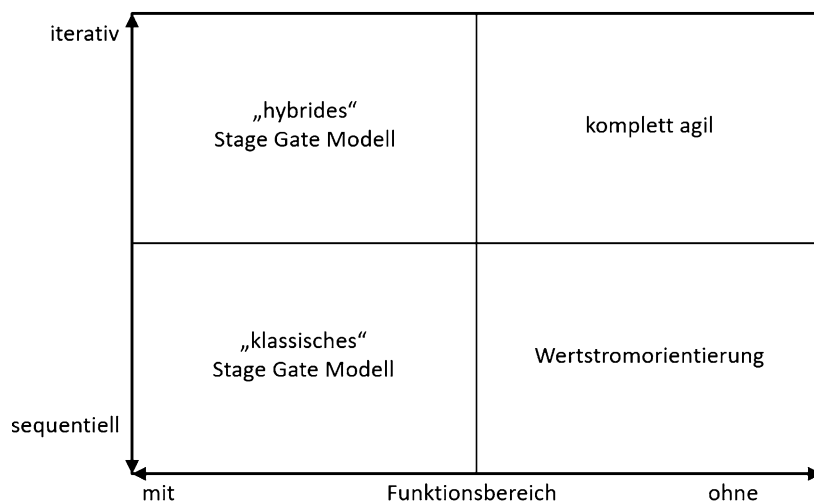 iterativ
„hybrides“
Stage Gate Modell
komplett agil
„klassisches“
Stage Gate Modell
Wertstromorientierung
sequentiell
mit
Funktionsbereich
ohne